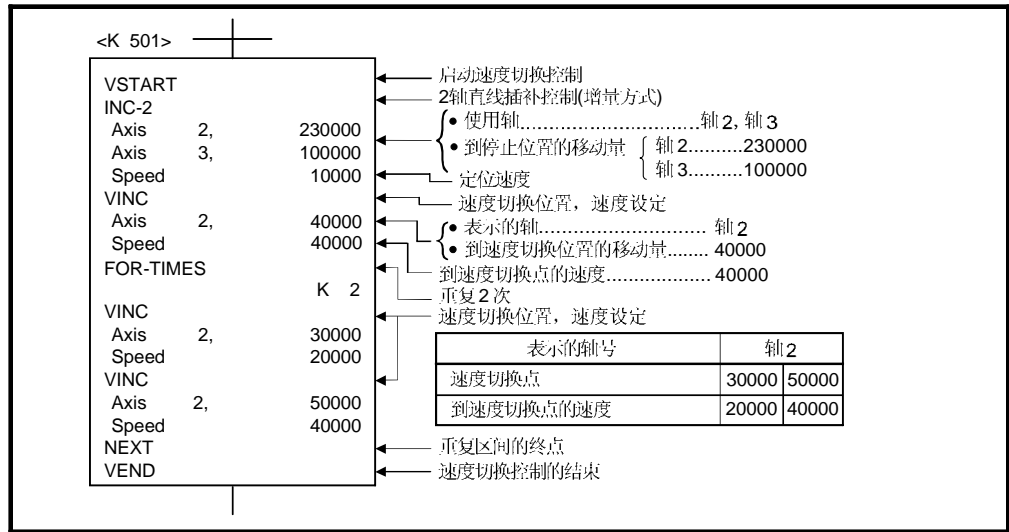 <K 501>
VSTART
INC-2
Axis 2, 230000
Axis 3, 100000
Speed 10000
VINC
Axis 2, 40000
Speed 40000
FOR-TIMES
K 2
VINC
Axis 2, 30000
Speed 20000
VINC
Axis 2, 50000
Speed 40000
NEXT
VEND
启动速度切换控制
2轴直线插补控制(增量方式)
• 使用轴..............................轴2, 轴3
• 到停止位置的移动量 轴2..........230000
轴3..........100000
定位速度
速度切换位置，速度设定
• 表示的轴............................ 轴2
• 到速度切换位置的移动量........ 40000
到速度切换点的速度................... 40000
重复2次
速度切换位置，速度设定
表示的轴号 轴2
速度切换点 30000 50000
到速度切换点的速度 20000 40000
重复区间的终点
速度切换控制的结束